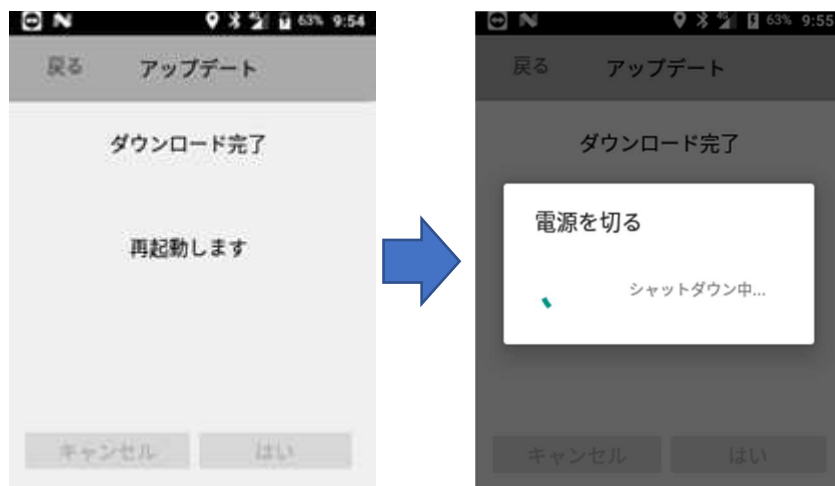 63% 9:54
戻る アップデート
ダウンロード完了
再起動します
キャンセル はい
63% 9:55
戻る アップデート
ダウンロード完了
電源を切る
シャットダウン中...
キャンセル はい